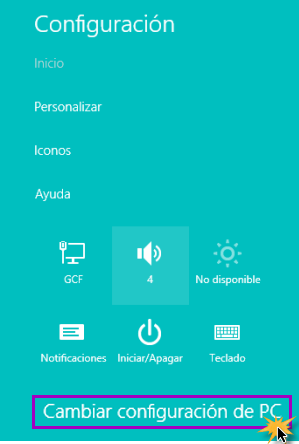 Configuración
Inicio
Personalizar
Iconos
Ayuda
GCF
4
No disponible
Notificaciones
Iniciar/Apagar
Teclado
Cambiar configuración de PC